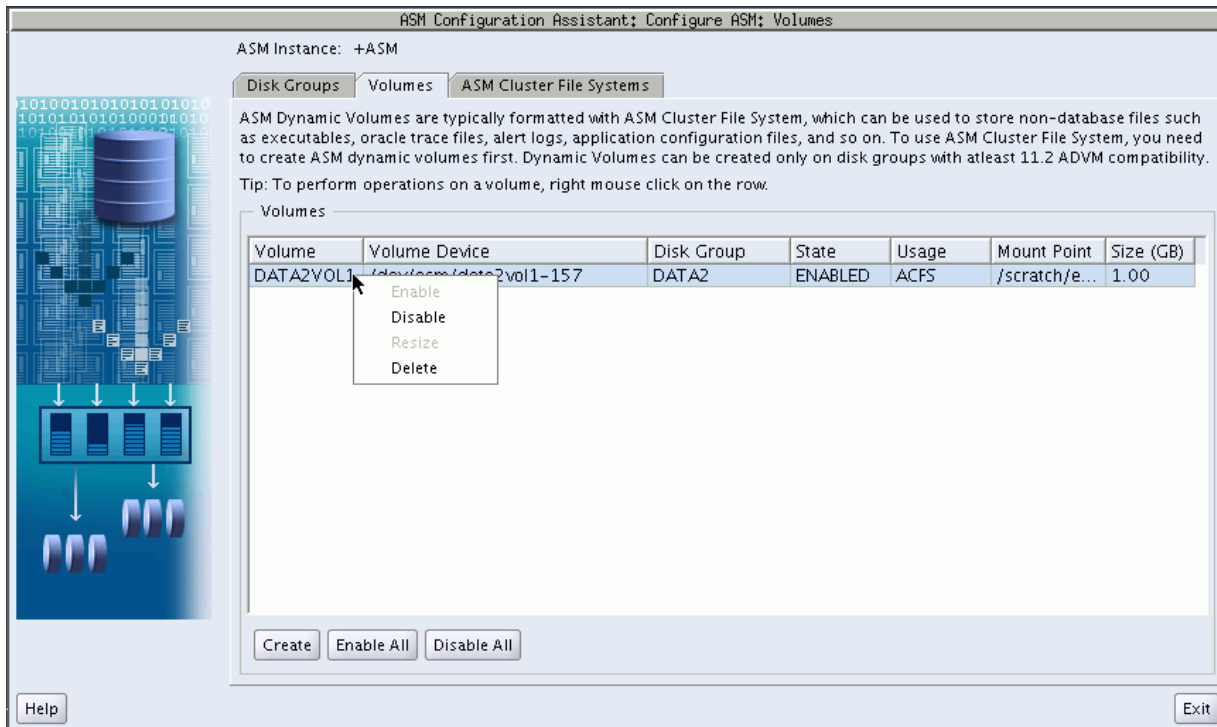 ASM Configuration Assistant: Configure ASM: Volumes
ASM Instance: +ASM
Disk Groups Volumes ASM Cluster File Systems
ASM Dynamic Volumes are typically formatted with ASM Cluster File System, which can be used to store non-database files such
as executables, oracle trace files, alert logs, application configuration files, and so on. To use ASM Cluster File System, you need
to create ASM dynamic volumes first. Dynamic Volumes can be created only on disk groups with atleast 11.2 ADVM compatibility.
Tip: To perform operations on a volume, right mouse click on the row.
Volumes
Volume Volume Device Disk Group State Usage Mount Point Size (GB)
DATA2VOL1 /dev/asm/data2vol1-157 DATA2 ENABLED ACFS /scratch/e... 1.00
Enable
Disable
Resize
Delete
Create Enable All Disable All
Help Exit